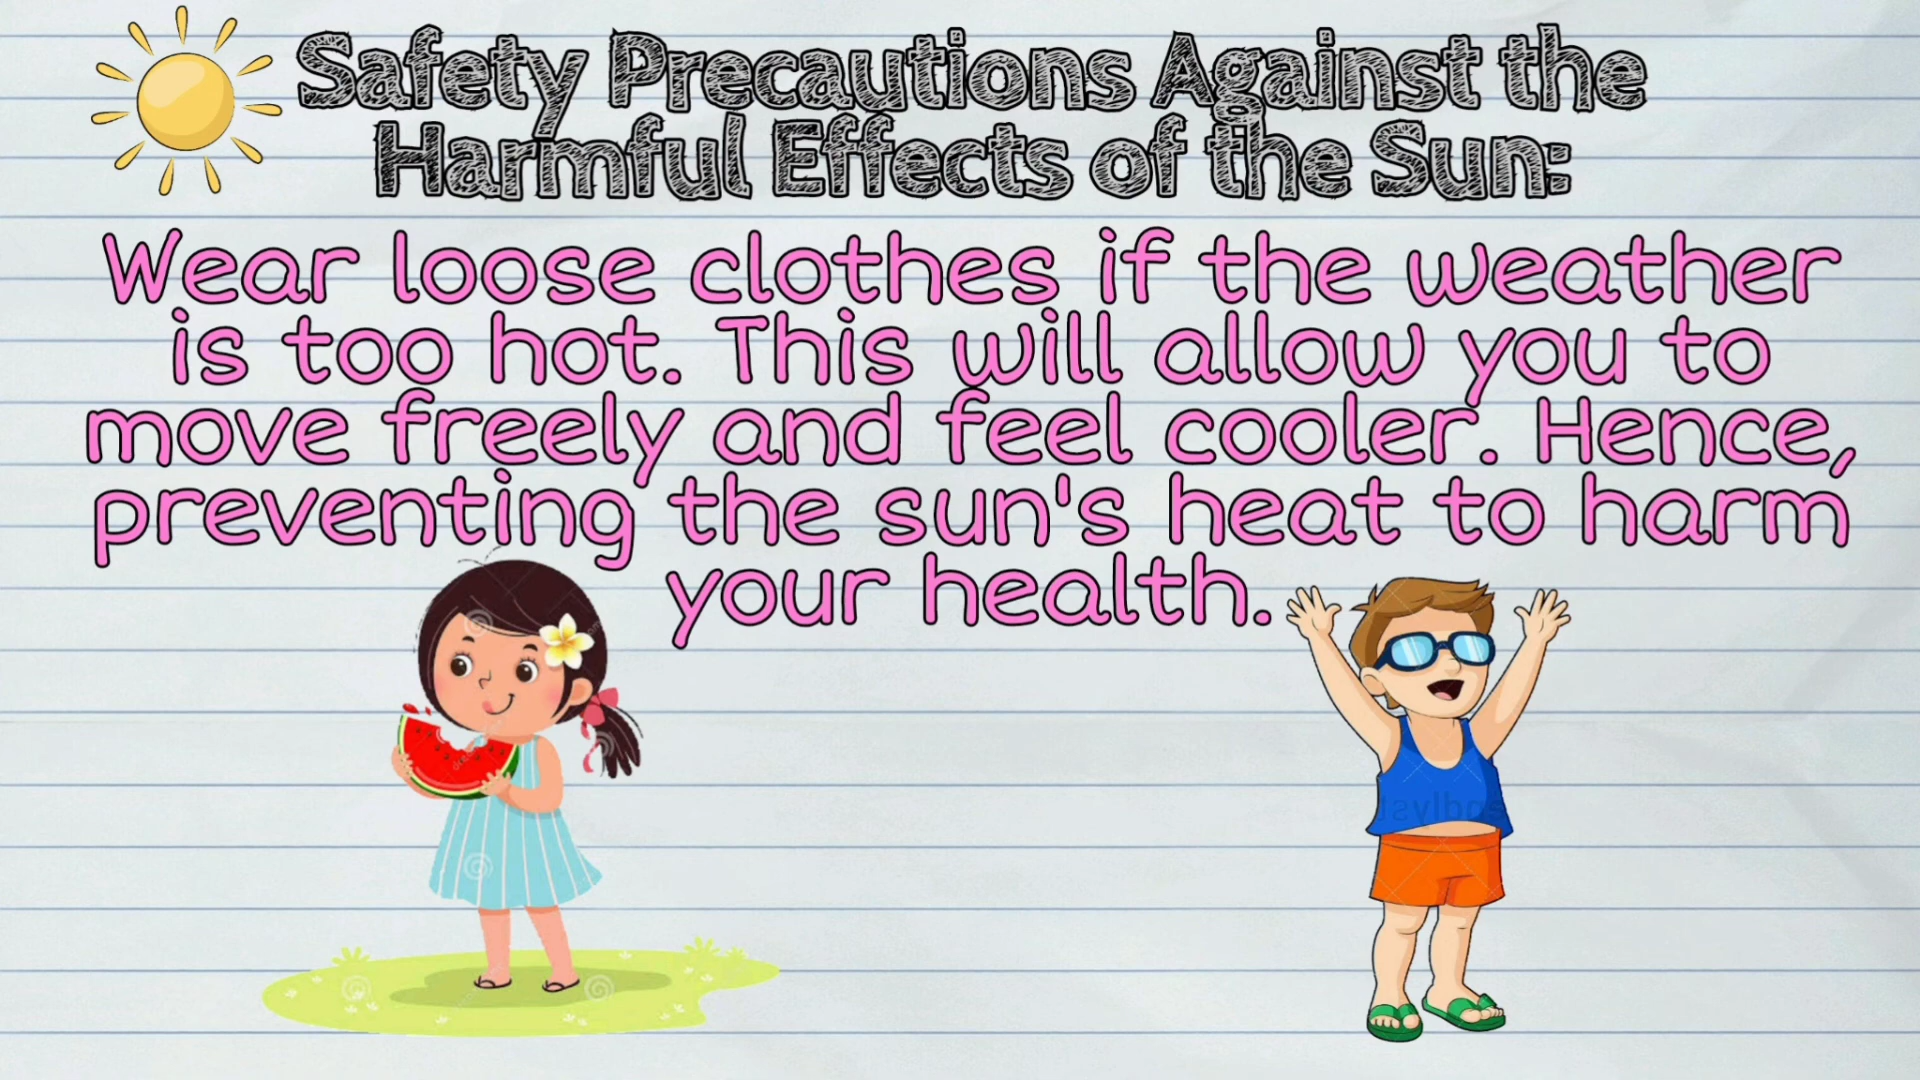 Safety Precautions Against the
Harmful Effects of the Sun:
Wear loose clothes if the weather
is too hot. This will allow you to
move freely and feel cooler. Hence,
preventing the sun's heat to harm
your health.